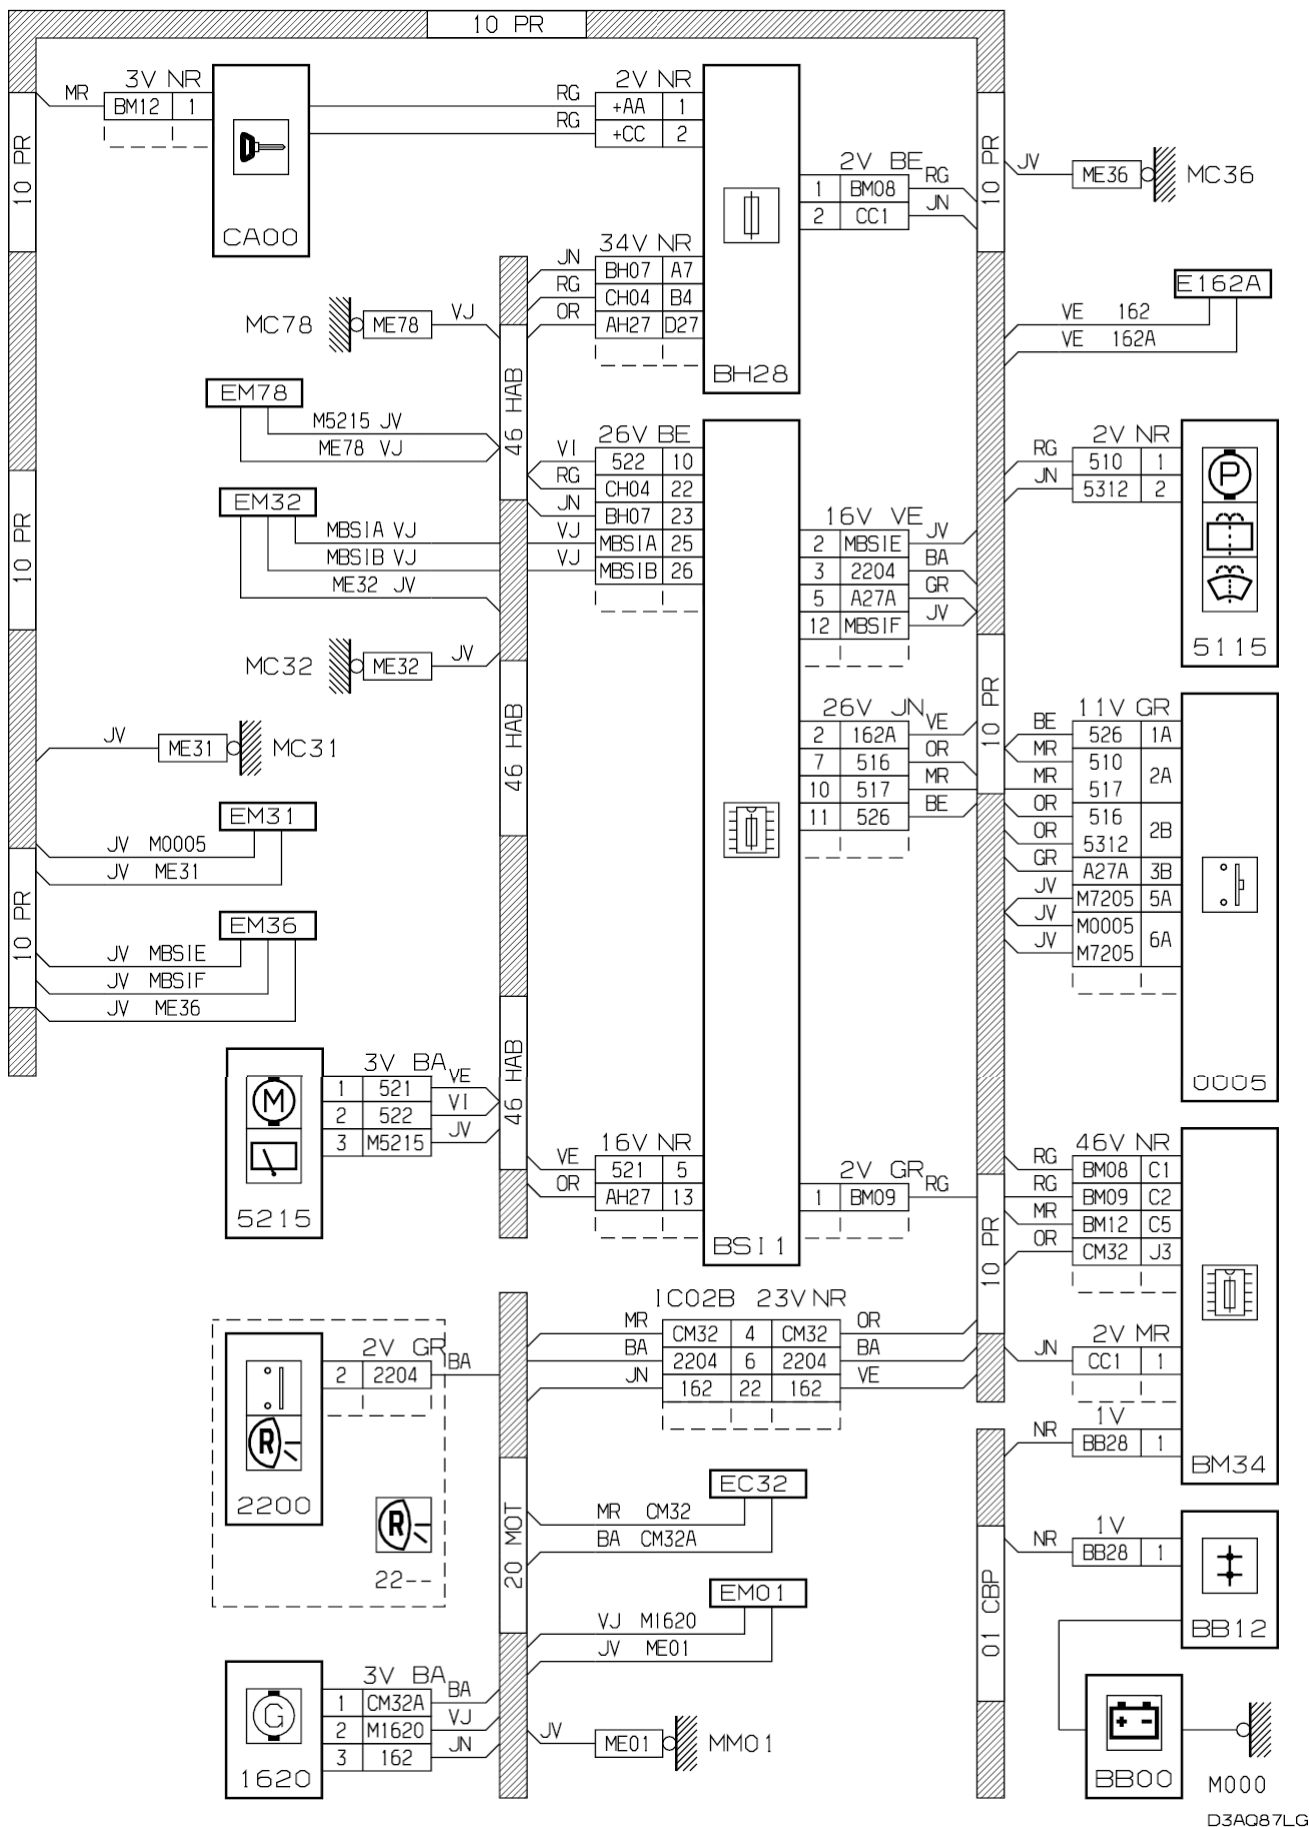 10 PR
3V NR
MR
BM12 1
CA00
RG
RG
2V NR
+AA 1
+CC 2
34V NR
JN BH07 A7
RG CH04 B4
OR AH27 D27
BH28
2V BE
1 BM08 RG
2 CC1 JN
10 PR
10 PR
JV
ME36
MC36
E162A
VE 162
VE 162A
MC78
ME78
VJ
EM78
M5215 JV
ME78 VJ
46 HAB
EM32
MBSIA VJ
MBSIB VJ
ME32 JV
MC32
ME32
JV
26V BE
VI 522 10
RG CH04 22
JN BH07 23
VJ MBSIA 25
VJ MBSIB 26
16V VE
2 MBSIE JV
3 2204 BA
5 A27A GR
12 MBSIF JV
2V NR
RG 510 1
JN 5312 2
P
5115
10 PR
JV
ME31
MC31
EM31
JV M0005
JV ME31
EM36
JV MBSIE
JV MBSIF
JV ME36
10 PR
46 HAB
26V JN
2 162A VE
7 516 OR
10 517 MR
11 526 BE
10 PR
11V GR
BE 526 1A
MR 510
2A
MR 517
OR 516
2B
OR 5312
GR A27A 3B
JV M7205 5A
JV M0005
6A
JV M7205
0005
3V BA
1 521 VE
2 522 VI
3 M5215 JV
M
5215
46 HAB
16V NR
VE 521 5
OR AH27 13
BSI1
2V GR
1 BM09 RG
10 PR
46V NR
RG BM08 C1
RG BM09 C2
MR BM12 C5
OR CM32 J3
2V MR
JN CC1 1
1V
NR BB28 1
BM34
IC02B 23V NR
MR CM32 4 CM32 OR
BA 2204 6 2204 BA
JN 162 22 162 VE
2V GR
2 2204 BA
R
2200
R
22--
20 MOT
EC32
MR CM32
BA CM32A
EM01
VJ M1620
JV ME01
3V BA
1 CM32A BA
2 M1620 VJ
3 162 JN
G
1620
JV
ME01
MM01
01 CBP
1V
NR BB28 1
BB12
+ -
BB00
M000
D3AQ87LG